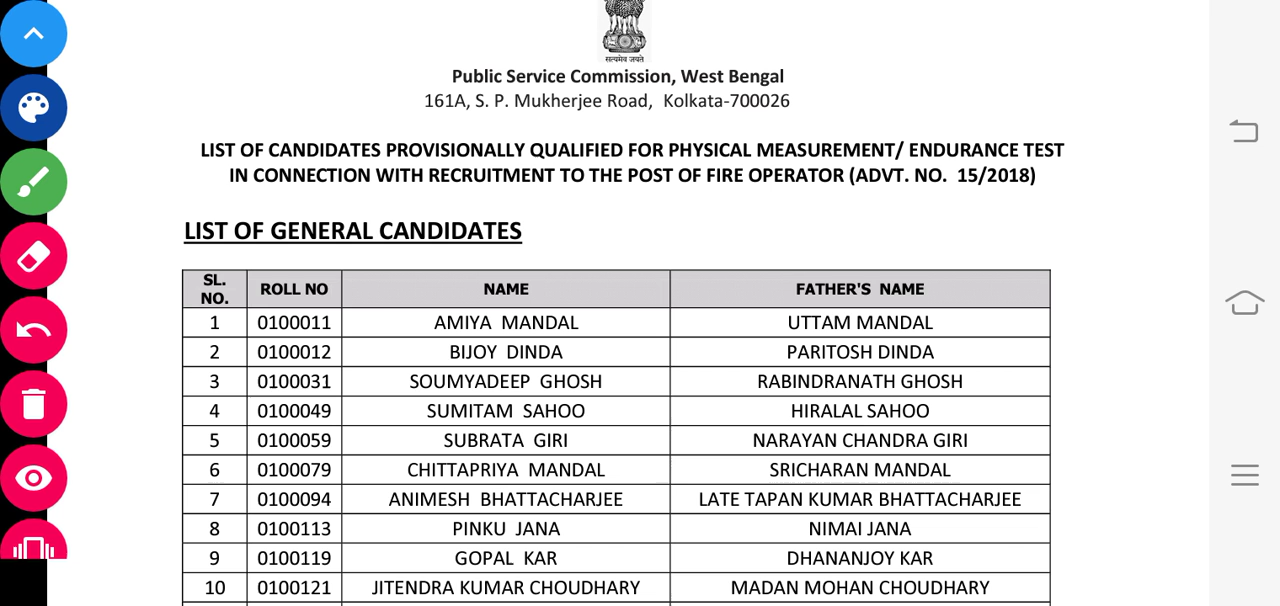 सत्यमेव जयते
Public Service Commission, West Bengal
161A, S. P. Mukherjee Road, Kolkata-700026
LIST OF CANDIDATES PROVISIONALLY QUALIFIED FOR PHYSICAL MEASUREMENT/ ENDURANCE TEST
IN CONNECTION WITH RECRUITMENT TO THE POST OF FIRE OPERATOR (ADVT. NO. 15/2018)
LIST OF GENERAL CANDIDATES
SL. NO. ROLL NO NAME FATHER'S NAME
1 0100011 AMIYA MANDAL UTTAM MANDAL
2 0100012 BIJOY DINDA PARITOSH DINDA
3 0100031 SOUMYADEEP GHOSH RABINDRANATH GHOSH
4 0100049 SUMITAM SAHOO HIRALAL SAHOO
5 0100059 SUBRATA GIRI NARAYAN CHANDRA GIRI
6 0100079 CHITTAPRIYA MANDAL SRICHARAN MANDAL
7 0100094 ANIMESH BHATTACHARJEE LATE TAPAN KUMAR BHATTACHARJEE
8 0100113 PINKU JANA NIMAI JANA
9 0100119 GOPAL KAR DHANANJOY KAR
10 0100121 JITENDRA KUMAR CHOUDHARY MADAN MOHAN CHOUDHARY